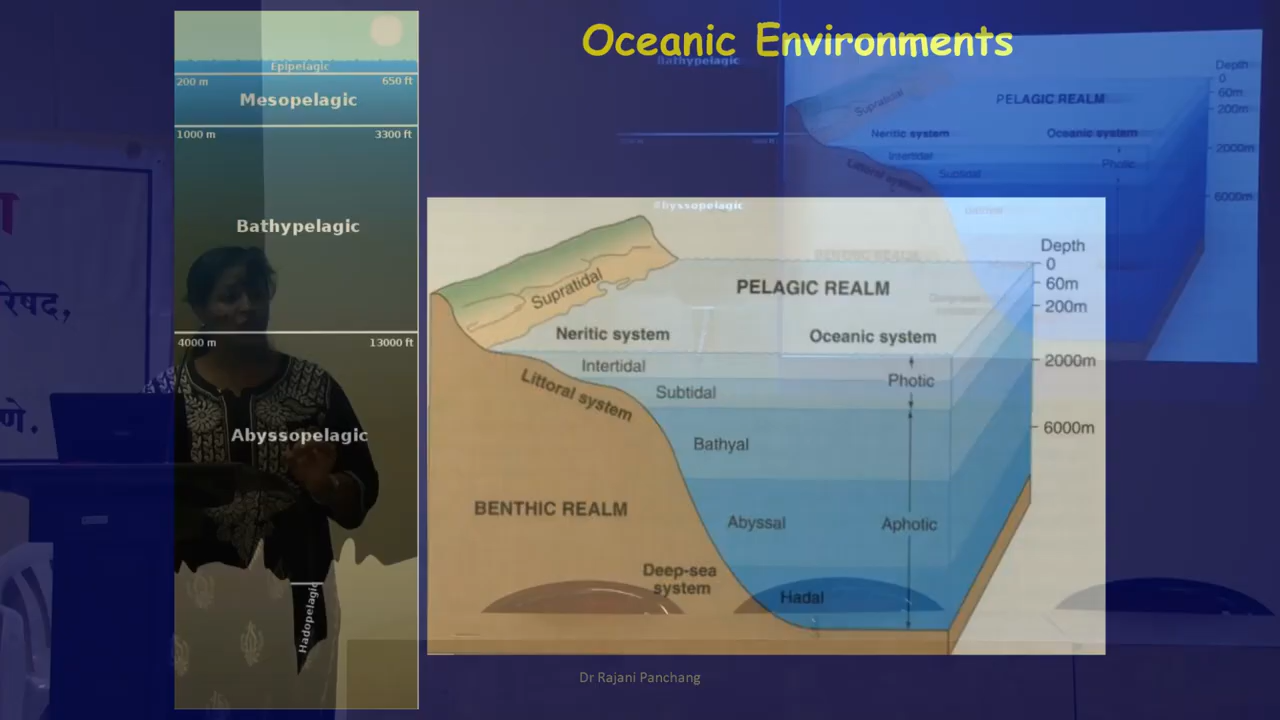 Oceanic Environments
Epipelagic
200 m 650 ft
Mesopelagic
1000 m 3300 ft
Bathypelagic
4000 m 13000 ft
Abyssopelagic
Hadopelagic
Depth
0
60m
200m
2000m
6000m
Supratidal
PELAGIC REALM
Neritic system
Oceanic system
Intertidal
Littoral system
Subtidal
Photic
Bathyal
BENTHIC REALM
Abyssal
Aphotic
Deep-sea
system
Hadal
Bathypelagic
Abyssopelagic
Depth
0
60m
200m
2000m
6000m
Supratidal
PELAGIC REALM
Neritic system
Oceanic system
Intertidal
Littoral system
Subtidal
Photic
रिषद,
णे.
Dr Rajani Panchang